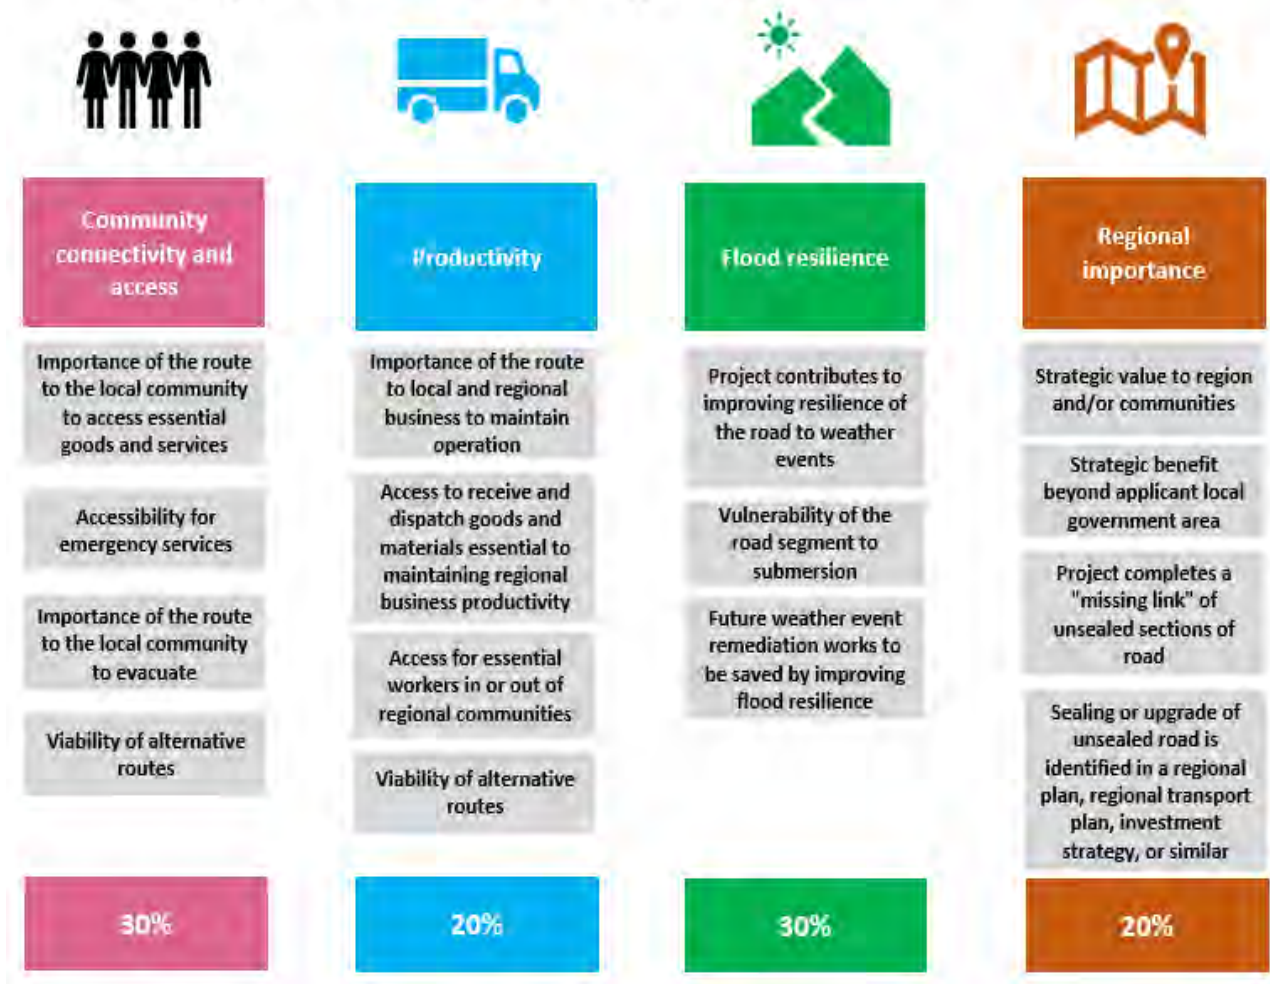 Community
connectivity and
access
Importance of the route
to the local community
to access essential
goods and services
Accessibility for
emergency services
Importance of the route
to the local community
to evacuate
Viability of alternative
routes
30%
Productivity
Importance of the route
to local and regional
business to maintain
operation
Access to receive and
dispatch goods and
materials essential to
maintaining regional
business productivity
Access for essential
workers in or out of
regional communities
Viability of alternative
routes
20%
Flood resilience
Project contributes to
improving resilience of
the road to weather
events
Vulnerability of the
road segment to
submersion
Future weather event
remediation works to
be saved by improving
flood resilience
30%
Regional
importance
Strategic value to region
and/or communities
Strategic benefit
beyond applicant local
government area
Project completes a
"missing link" of
unsealed sections of
road
Sealing or upgrade of
unsealed road is
identified in a regional
plan, regional transport
plan, investment
strategy, or similar
20%